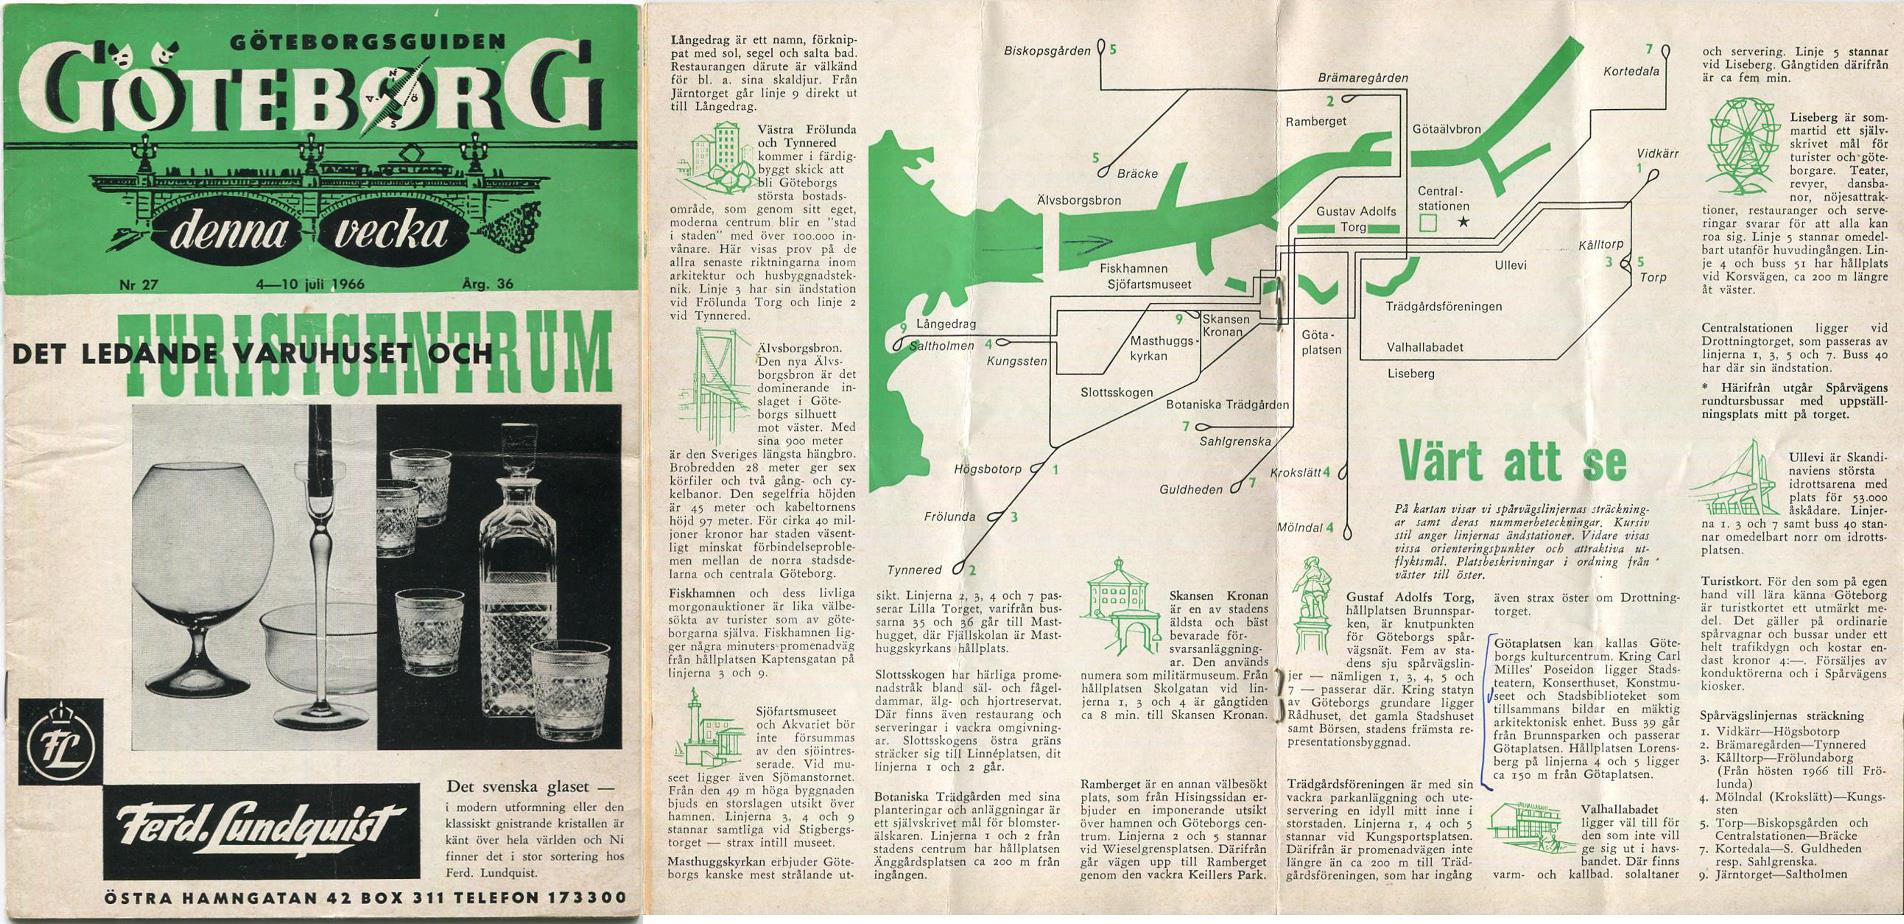 GÖTEBORGSGUIDEN
GÖTEBORG
N
V
Ö
S
denna vecka
Nr 27 4—10 juli 1966 Årg. 36
TURISTCENTRUM
DET LEDANDE VARUHUSET OCH
FL
Ferd. Lundquist
Det svenska glaset —
i modern utformning eller den
klassiskt gnistrande kristallen är
känt över hela världen och Ni
finner det i stor sortering hos
Ferd. Lundquist.
ÖSTRA HAMNGATAN 42 BOX 311 TELEFON 173300
Långedrag är ett namn, förknip-
pat med sol, segel och salta bad.
Restaurangen därute är välkänd
för bl. a. sina skaldjur. Från
Järntorget går linje 9 direkt ut
till Långedrag.
Västra Frölunda
och Tynnered
kommer i färdig-
byggt skick att
bli Göteborgs
största bostads-
område, som genom sitt eget,
moderna centrum blir en "stad
i staden" med över 100.000 in-
vånare. Här visas prov på de
allra senaste riktningarna inom
arkitektur och husbyggnadstek-
nik. Linje 3 har sin ändstation
vid Frölunda Torg och linje 2
vid Tynnered.
Älvsborgsbron.
Den nya Älvs-
borgsbron är det
dominerande in-
slaget i Göte-
borgs silhuett
mot väster. Med
sina 900 meter
är den Sveriges längsta hängbro.
Brobredden 28 meter ger sex
körfiler och två gång- och cy-
kelbanor. Den segelfria höjden
är 45 meter och kabeltornens
höjd 97 meter. För cirka 40 mil-
joner kronor har staden väsent-
ligt minskat förbindelseproble-
men mellan de norra stadsde-
larna och centrala Göteborg.
Fiskhamnen och dess livliga
morgonauktioner är lika välbe-
sökta av turister som av göte-
borgarna själva. Fiskhamnen lig-
ger några minuters promenadväg
från hållplatsen Kaptensgatan på
linjerna 3 och 9.
Sjöfartsmuseet
och Akvariet bör
inte försummas
av den sjöintres-
serade. Vid mu-
seet ligger även Sjömanstornet.
Från den 49 m höga byggnaden
bjuds en storslagen utsikt över
hamnen. Linjerna 3, 4 och 9
stannar samtliga vid Stigbergs-
torget — strax intill museet.
Masthuggskyrkan erbjuder Göte-
borgs kanske mest strålande ut-
Biskopsgården 5
Brämaregården
2
Ramberget
7
Kortedala
Götaälvbron
Vidkärr
1
5
Bräcke
Älvsborgsbron
Central-
stationen
★
Gustav Adolfs
Torg
Kålltorp
3 5
Torp
Ullevi
Fiskhamnen
Sjöfartsmuseet
Trädgårdsföreningen
9 Långedrag
Saltholmen
4
Kungssten
9
Skansen
Kronan
Masthuggs-
kyrkan
Göta-
platsen
Valhallabadet
Liseberg
Slottsskogen
Botaniska Trädgården
7
Sahlgrenska
Högsbotorp 1
Guldheden 7
Krokslätt 4
Frölunda 3
Mölndal 4
Tynnered 2
Värt att se
På kartan visar vi spårvägslinjernas sträckning-
ar samt deras nummerbeteckningar. Kursiv
stil anger linjernas ändstationer. Vidare visas
vissa orienteringspunkter och attraktiva ut-
flyktsmål. Platsbeskrivningar i ordning från
väster till öster.
sikt. Linjerna 2, 3, 4 och 7 pas-
serar Lilla Torget, varifrån bus-
sarna 35 och 36 går till Mast-
hugget, där Fjällskolan är Mast-
huggskyrkans hållplats.
Slottsskogen har härliga prome-
nadstråk bland säl- och fågel-
dammar, älg- och hjortreservat.
Där finns även restaurang och
serveringar i vackra omgivning-
ar. Slottsskogens östra gräns
sträcker sig till Linnéplatsen, dit
linjerna 1 och 2 går.
Botaniska Trädgården med sina
planteringar och anläggningar är
ett självskrivet mål för blomster-
älskaren. Linjerna 1 och 2 från
stadens centrum har hållplatsen
Änggårdsplatsen ca 200 m från
ingången.
Skansen Kronan
är en av stadens
äldsta och bäst
bevarade för-
svarsanläggning-
ar. Den används
numera som militärmuseum. Från
hållplatsen Skolgatan vid lin-
jerna 1, 3 och 4 är gångtiden
ca 8 min. till Skansen Kronan.
Ramberget är en annan välbesökt
plats, som från Hisingssidan er-
bjuder en imponerande utsikt
över hamnen och Göteborgs cen-
trum. Linjerna 2 och 5 stannar
vid Wieselgrensplatsen. Därifrån
går vägen upp till Ramberget
genom den vackra Keillers Park.
Gustaf Adolfs Torg,
hållplatsen Brunnspar-
ken, är knutpunkten
för Göteborgs spår-
vägsnät. Fem av sta-
dens sju spårvägslin-
jer — nämligen 1, 3, 4, 5 och
7 — passerar där. Kring statyn
av Göteborgs grundare ligger
Rådhuset, det gamla Stadshuset
samt Börsen, stadens främsta re-
presentationsbyggnad.
Trädgårdsföreningen är med sin
vackra parkanläggning och ute-
servering en idyll mitt inne i
storstaden. Linjerna 1, 4 och 5
stannar vid Kungsportsplatsen.
Därifrån är promenadvägen inte
längre än ca 200 m till Träd-
gårdsföreningen, som har ingång
även strax öster om Drottning-
torget.
Götaplatsen kan kallas Göte-
borgs kulturcentrum. Kring Carl
Milles' Poseidon ligger Stads-
teatern, Konserthuset, Konstmu-
seet och Stadsbiblioteket som
tillsammans bildar en mäktig
arkitektonisk enhet. Buss 39 går
från Brunnsparken och passerar
Götaplatsen. Hållplatsen Lorens-
berg på linjerna 4 och 5 ligger
ca 150 m från Götaplatsen.
Valhallabadet
ligger väl till för
den som inte vill
ge sig ut i havs-
bandet. Där finns
varm- och kallbad, solaltaner
och servering. Linje 5 stannar
vid Liseberg. Gångtiden därifrån
är ca fem min.
Liseberg är som-
martid ett själv-
skrivet mål för
turister och göte-
borgare. Teater,
revyer, dansba-
nor, nöjesattrak-
tioner, restauranger och serve-
ringar svarar för att alla kan
roa sig. Linje 5 stannar omedel-
bart utanför huvudingången. Lin-
je 4 och buss 51 har hållplats
vid Korsvägen, ca 200 m längre
åt väster.
Centralstationen ligger vid
Drottningtorget, som passeras av
linjerna 1, 3, 5 och 7. Buss 40
har där sin ändstation.
* Härifrån utgår Spårvägens
rundtursbussar med uppställ-
ningsplats mitt på torget.
Ullevi är Skandi-
naviens största
idrottsarena med
plats för 53.000
åskådare. Linjer-
na 1, 3 och 7 samt buss 40 stan-
nar omedelbart norr om idrotts-
platsen.
Turistkort. För den som på egen
hand vill lära känna Göteborg
är turistkortet ett utmärkt me-
del. Det gäller på ordinarie
spårvagnar och bussar under ett
helt trafikdygn och kostar en-
dast kronor 4:—. Försäljes av
konduktörerna och i Spårvägens
kiosker.
Spårvägslinjernas sträckning
1. Vidkärr—Högsbotorp
2. Brämaregården—Tynnered
3. Kålltorp—Frölundaborg
(Från hösten 1966 till Frö-
lunda)
4. Mölndal (Krokslätt)—Kungs-
sten
5. Torp—Biskopsgården och
Centralstationen—Bräcke
7. Kortedala—S. Guldheden
resp. Sahlgrenska.
9. Järntorget—Saltholmen